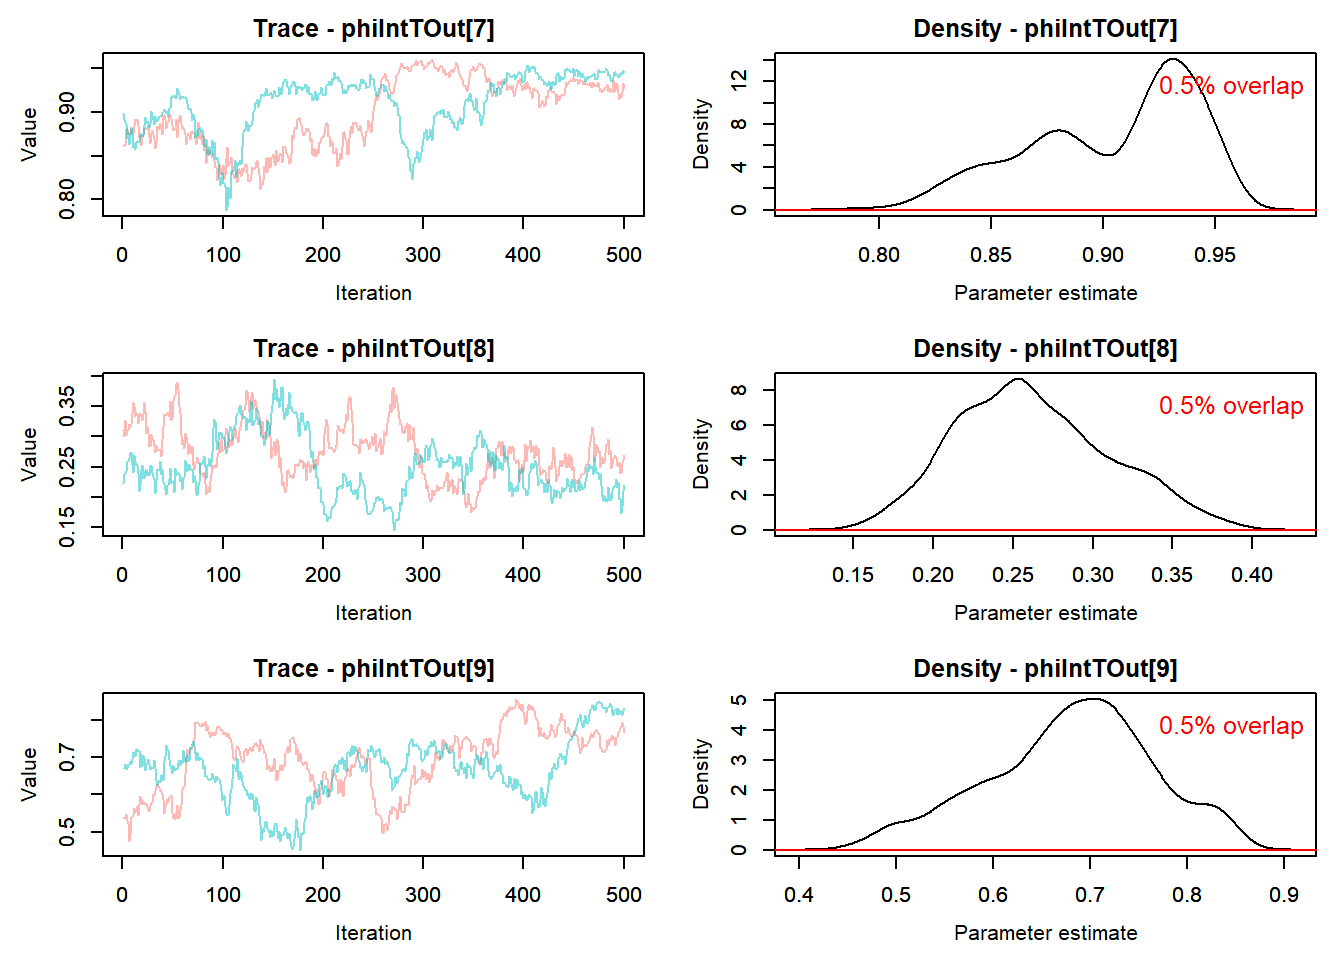 Trace - phiIntTOut[7]
Value
0.80
0.90
0
100
200
300
400
500
Iteration
Density - phiIntTOut[7]
0.5% overlap
Density
0
4
8
12
0.80
0.85
0.90
0.95
Parameter estimate
Trace - phiIntTOut[8]
Value
0.15
0.25
0.35
0
100
200
300
400
500
Iteration
Density - phiIntTOut[8]
0.5% overlap
Density
0
2
4
6
8
0.15
0.20
0.25
0.30
0.35
0.40
Parameter estimate
Trace - phiIntTOut[9]
Value
0.5
0.7
0
100
200
300
400
500
Iteration
Density - phiIntTOut[9]
0.5% overlap
Density
0
1
2
3
4
5
0.4
0.5
0.6
0.7
0.8
0.9
Parameter estimate